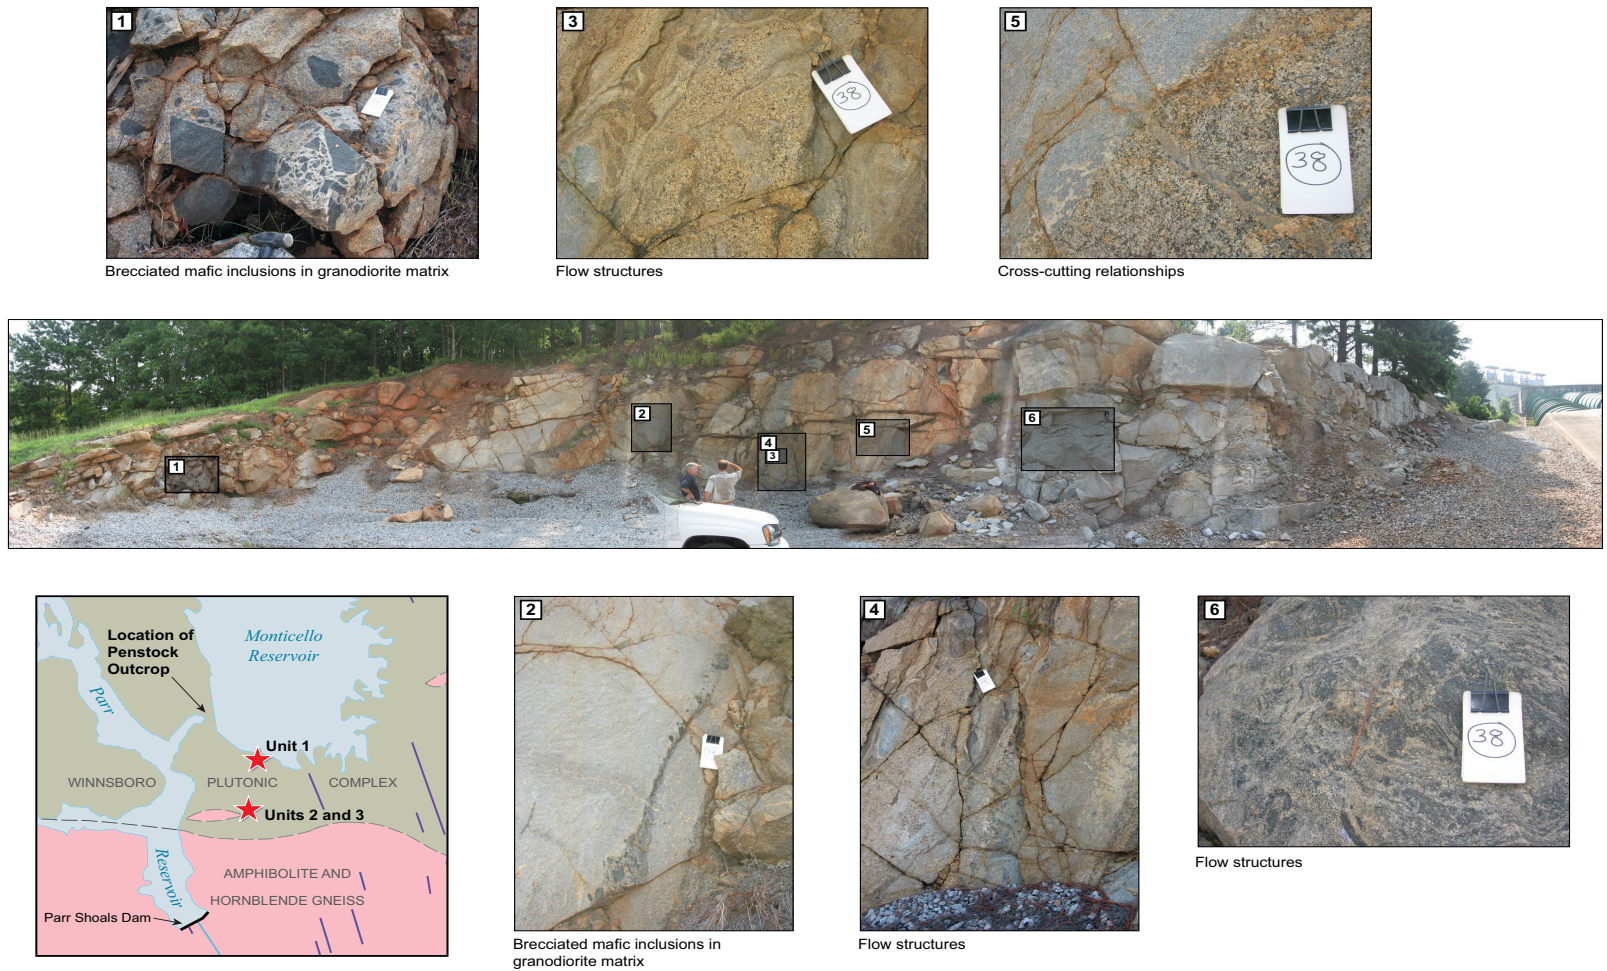 1
3
38
5
38
Brecciated mafic inclusions in granodiorite matrix
Flow structures
Cross-cutting relationships
1
2
4
3
5
6
Location of
Penstock
Outcrop
Monticello
Reservoir
Parr
Unit 1
WINNSBORO
PLUTONIC
COMPLEX
Units 2 and 3
Reservoir
AMPHIBOLITE AND
HORNBLENDE GNEISS
Parr Shoals Dam
2
Brecciated mafic inclusions in
granodiorite matrix
4
Flow structures
6
38
Flow structures